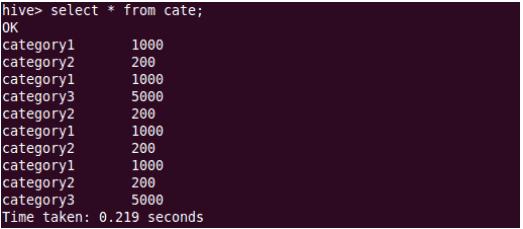 hive> select * from cate;
OK
category1 1000
category2 200
category1 1000
category3 5000
category2 200
category1 1000
category2 200
category1 1000
category2 200
category3 5000
Time taken: 0.219 seconds